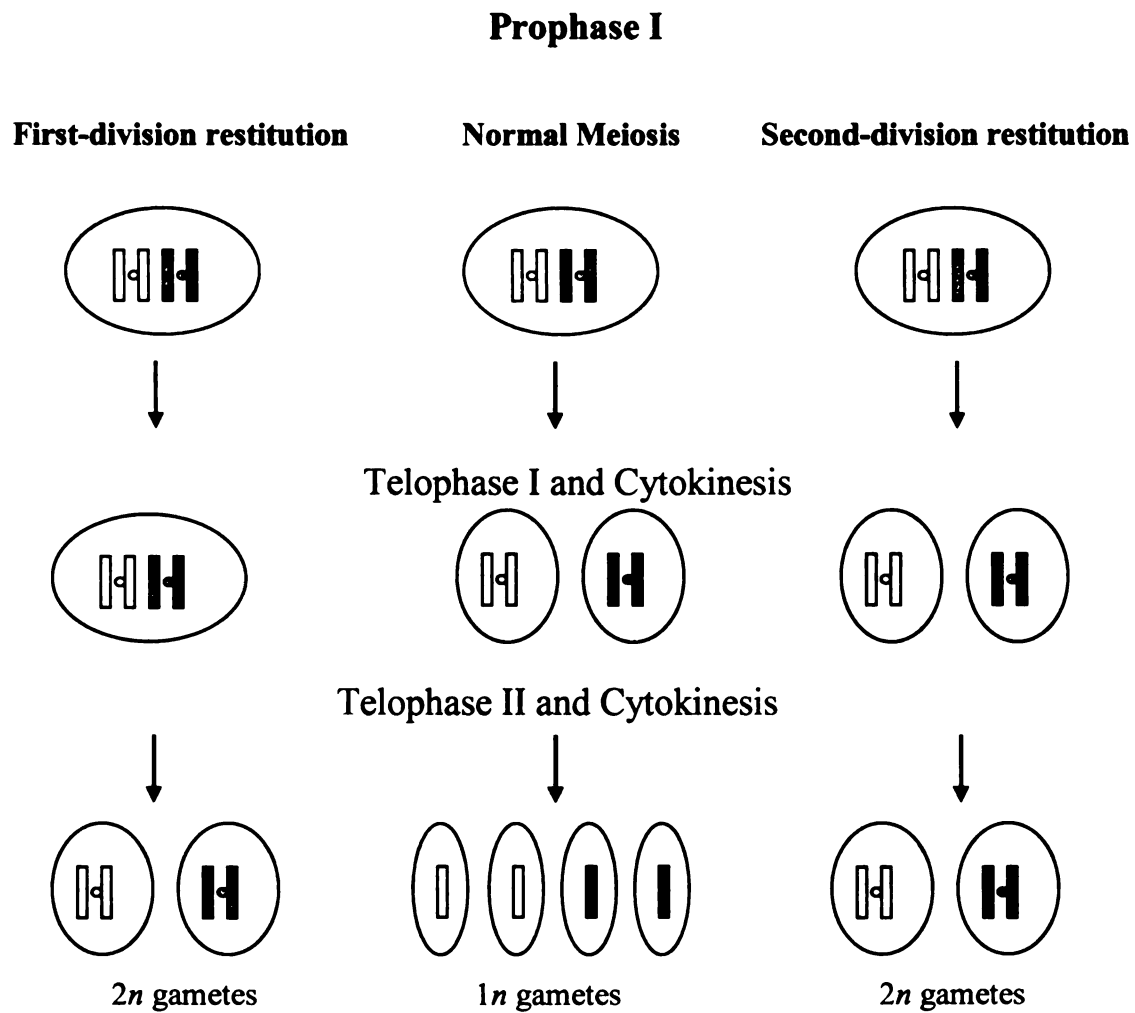 Prophase I
First-division restitution
Normal Meiosis
Second-division restitution
Telophase I and Cytokinesis
Telophase II and Cytokinesis
2n gametes
1n gametes
2n gametes